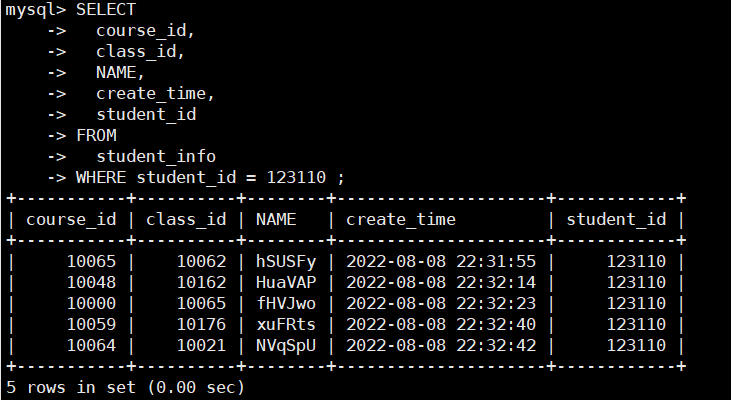 mysql> SELECT
    ->   course_id,
    ->   class_id,
    ->   NAME,
    ->   create_time,
    ->   student_id
    -> FROM
    ->   student_info
    -> WHERE student_id = 123110 ;
+-----------+----------+--------+---------------------+------------+
| course_id | class_id | NAME   | create_time         | student_id |
+-----------+----------+--------+---------------------+------------+
|     10065 |    10062 | hSUSFy | 2022-08-08 22:31:55 |     123110 |
|     10048 |    10162 | HuaVAP | 2022-08-08 22:32:14 |     123110 |
|     10000 |    10065 | fHVJwo | 2022-08-08 22:32:23 |     123110 |
|     10059 |    10176 | xuFRts | 2022-08-08 22:32:40 |     123110 |
|     10064 |    10021 | NVqSpU | 2022-08-08 22:32:42 |     123110 |
+-----------+----------+--------+---------------------+------------+
5 rows in set (0.00 sec)